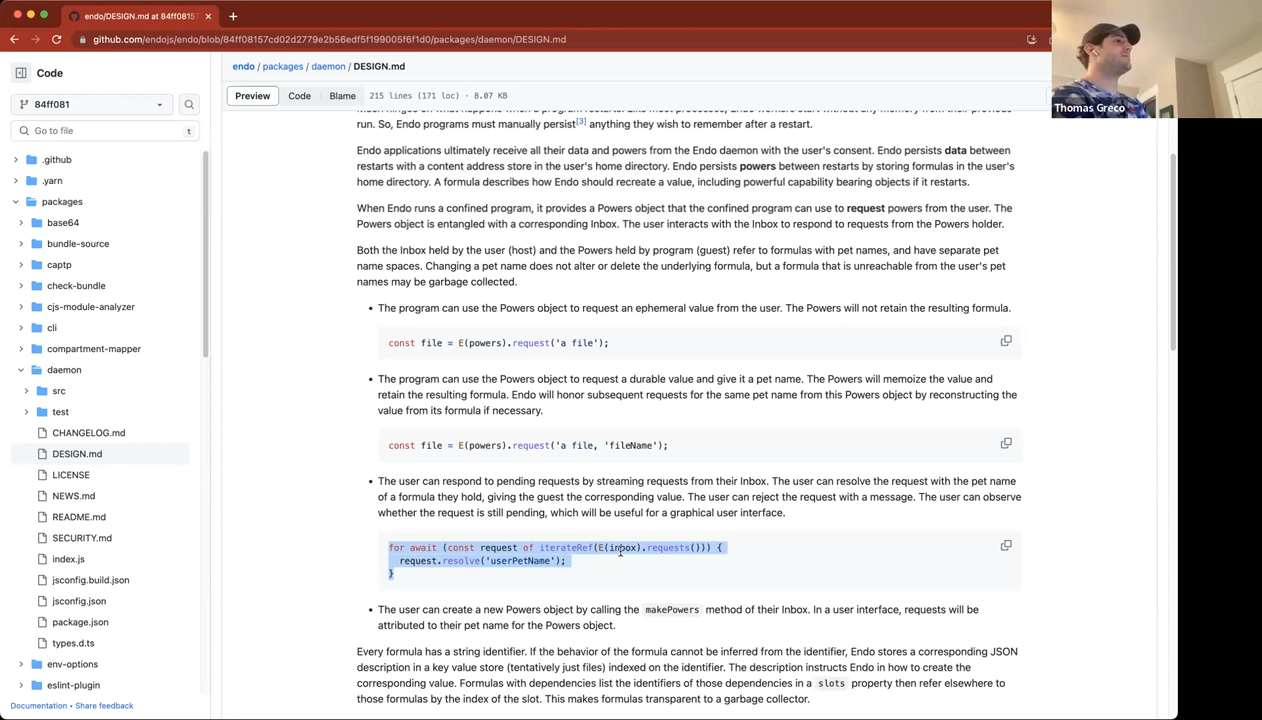 endo/DESIGN.md at 84ff08157
github.com/endojs/endo/blob/84ff08157cd02d2779e2b56edf5f199005f6f1d0/packages/daemon/DESIGN.md
Thomas Greco
Code
endo / packages / daemon / DESIGN.md
84ff081
Preview
Code
Blame
215 lines (171 loc) · 8.07 KB
Go to file
t
.github
.yarn
packages
base64
bundle-source
captp
check-bundle
cjs-module-analyzer
cli
compartment-mapper
daemon
src
test
CHANGELOG.md
DESIGN.md
LICENSE
NEWS.md
README.md
SECURITY.md
index.js
jsconfig.build.json
jsconfig.json
package.json
types.d.ts
env-options
eslint-plugin
Documentation • Share feedback
run. So, Endo programs must manually persist[3] anything they wish to remember after a restart.
Endo applications ultimately receive all their data and powers from the Endo daemon with the user's consent. Endo persists data between
restarts with a content address store in the user's home directory. Endo persists powers between restarts by storing formulas in the user's
home directory. A formula describes how Endo should recreate a value, including powerful capability bearing objects if it restarts.
When Endo runs a confined program, it provides a Powers object that the confined program can use to request powers from the user. The
Powers object is entangled with a corresponding Inbox. The user interacts with the Inbox to respond to requests from the Powers holder.
Both the Inbox held by the user (host) and the Powers held by program (guest) refer to formulas with pet names, and have separate pet
name spaces. Changing a pet name does not alter or delete the underlying formula, but a formula that is unreachable from the user's pet
names may be garbage collected.
• The program can use the Powers object to request an ephemeral value from the user. The Powers will not retain the resulting formula.
const file = E(powers).request('a file');
• The program can use the Powers object to request a durable value and give it a pet name. The Powers will memoize the value and
retain the resulting formula. Endo will honor subsequent requests for the same pet name from this Powers object by reconstructing the
value from its formula if necessary.
const file = E(powers).request('a file, 'fileName');
• The user can respond to pending requests by streaming requests from their Inbox. The user can resolve the request with the pet name
of a formula they hold, giving the guest the corresponding value. The user can reject the request with a message. The user can observe
whether the request is still pending, which will be useful for a graphical user interface.
for await (const request of iterateRef(E(inbox).requests())) {
request.resolve('userPetName');
}
• The user can create a new Powers object by calling the makePowers method of their Inbox. In a user interface, requests will be
attributed to their pet name for the Powers object.
Every formula has a string identifier. If the behavior of the formula cannot be inferred from the identifier, Endo stores a corresponding JSON
description in a key value store (tentatively just files) indexed on the identifier. The description instructs Endo in how to create the
corresponding value. Formulas with dependencies list the identifiers of those dependencies in a slots property then refer elsewhere to
those formulas by the index of the slot. This makes formulas transparent to a garbage collector.